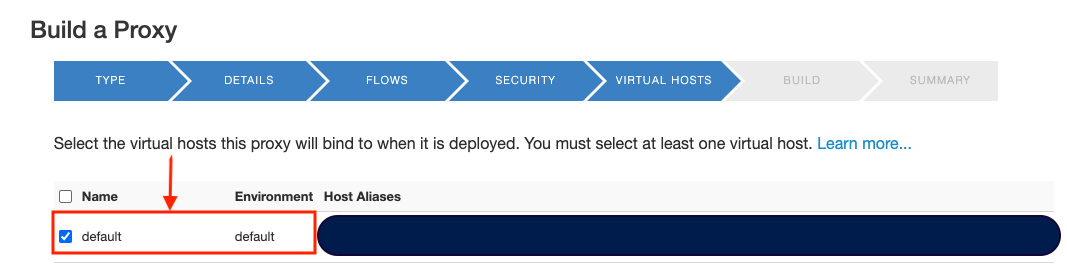 Build a Proxy
TYPE DETAILS FLOWS SECURITY VIRTUAL HOSTS BUILD SUMMARY
Select the virtual hosts this proxy will bind to when it is deployed. You must select at least one virtual host. Learn more...
Name Environment Host Aliases
default default